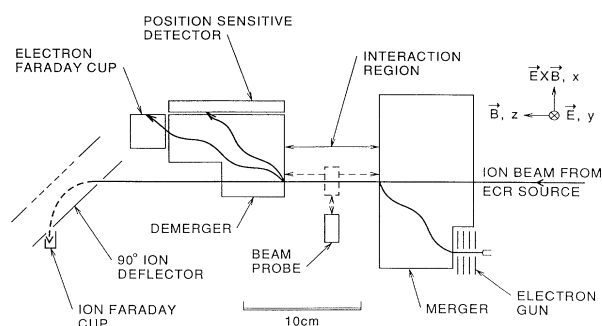 POSITION SENSITIVE
DETECTOR
ELECTRON
FARADAY CUP
INTERACTION
REGION
E⃗XB⃗, x
B⃗, z
E⃗, y
ION BEAM FROM
ECR SOURCE
DEMERGER
BEAM
PROBE
90° ION
DEFLECTOR
ION FARADAY
CUP
10cm
MERGER
ELECTRON
GUN